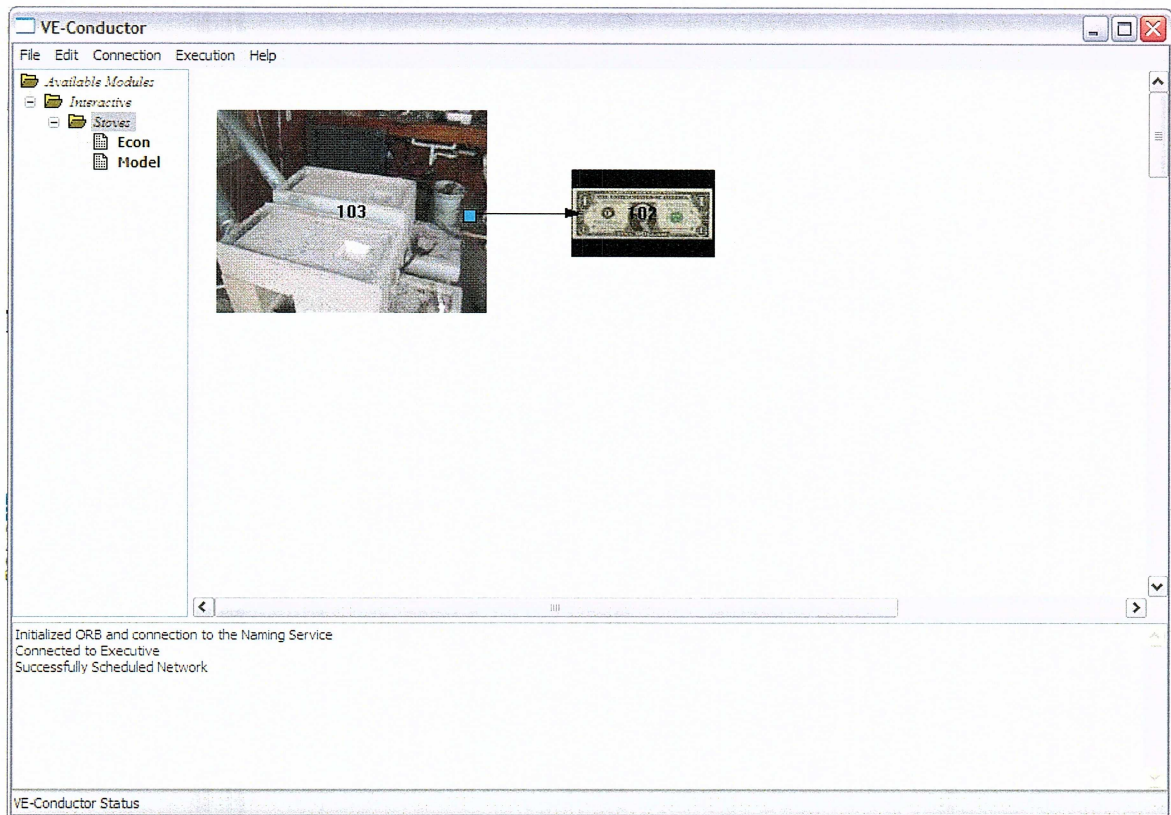 VE-Conductor
File Edit Connection Execution Help
Available Modules
Interactive
Stoves
Econ
Model
103
102
Initialized ORB and connection to the Naming Service
Connected to Executive
Successfully Scheduled Network
VE-Conductor Status